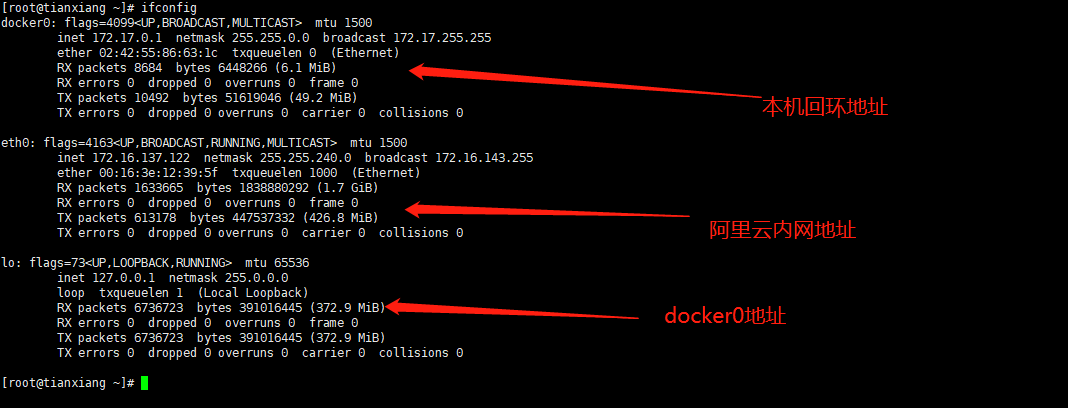 [root@tianxiang ~]# ifconfig
docker0: flags=4099<UP,BROADCAST,MULTICAST>  mtu 1500
        inet 172.17.0.1  netmask 255.255.0.0  broadcast 172.17.255.255
        ether 02:42:55:86:63:1c  txqueuelen 0  (Ethernet)
        RX packets 8684  bytes 6448266 (6.1 MiB)
        RX errors 0  dropped 0  overruns 0  frame 0
        TX packets 10492  bytes 51619046 (49.2 MiB)
        TX errors 0  dropped 0 overruns 0  carrier 0  collisions 0
本机回环地址
eth0: flags=4163<UP,BROADCAST,RUNNING,MULTICAST>  mtu 1500
        inet 172.16.137.122  netmask 255.255.240.0  broadcast 172.16.143.255
        ether 00:16:3e:12:39:5f  txqueuelen 1000  (Ethernet)
        RX packets 1633665  bytes 1838880292 (1.7 GiB)
        RX errors 0  dropped 0  overruns 0  frame 0
        TX packets 613178  bytes 447537332 (426.8 MiB)
        TX errors 0  dropped 0 overruns 0  carrier 0  collisions 0
阿里云内网地址
lo: flags=73<UP,LOOPBACK,RUNNING>  mtu 65536
        inet 127.0.0.1  netmask 255.0.0.0
        loop  txqueuelen 1  (Local Loopback)
        RX packets 6736723  bytes 391016445 (372.9 MiB)
        RX errors 0  dropped 0  overruns 0  frame 0
        TX packets 6736723  bytes 391016445 (372.9 MiB)
        TX errors 0  dropped 0 overruns 0  carrier 0  collisions 0
docker0地址
[root@tianxiang ~]#